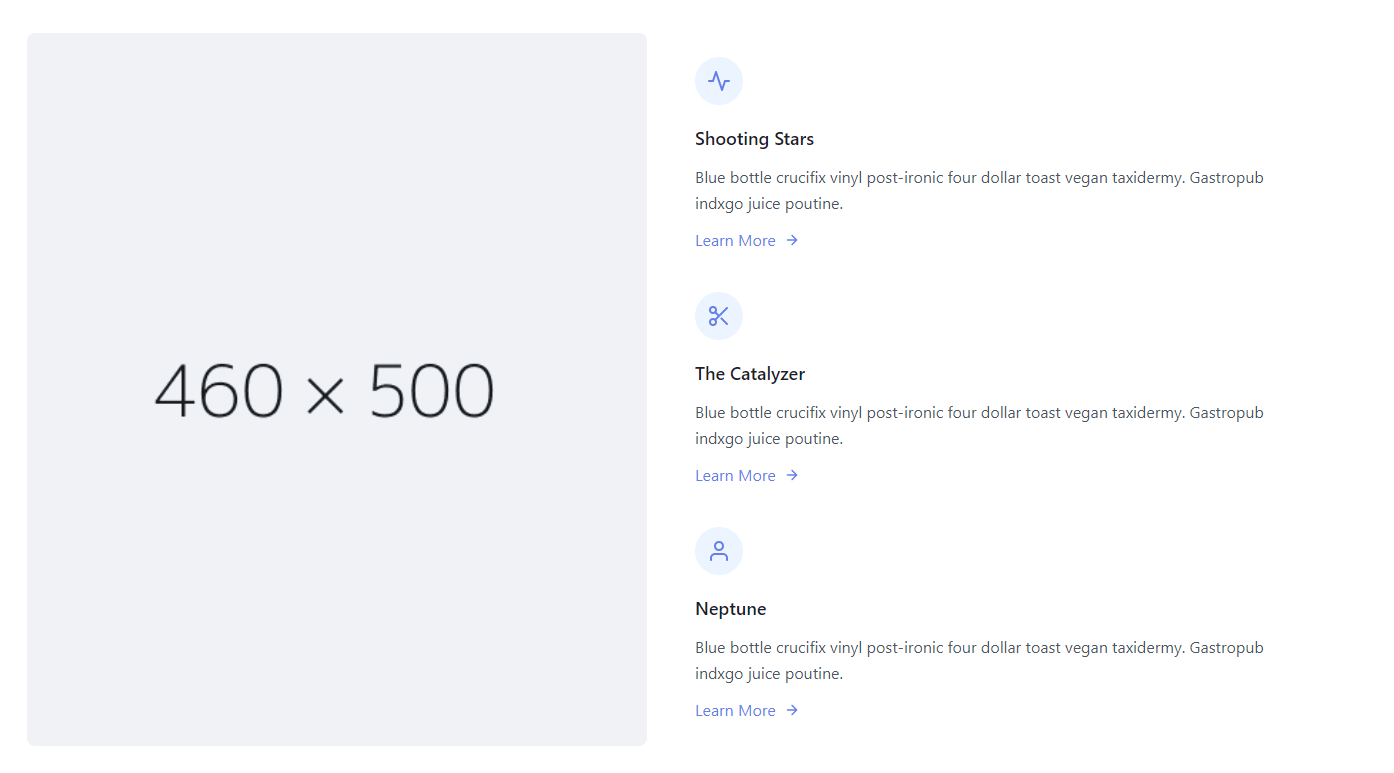 460 × 500
Shooting Stars
Blue bottle crucifix vinyl post-ironic four dollar toast vegan taxidermy. Gastropub
indxgo juice poutine.
Learn More
The Catalyzer
Blue bottle crucifix vinyl post-ironic four dollar toast vegan taxidermy. Gastropub
indxgo juice poutine.
Learn More
Neptune
Blue bottle crucifix vinyl post-ironic four dollar toast vegan taxidermy. Gastropub
indxgo juice poutine.
Learn More